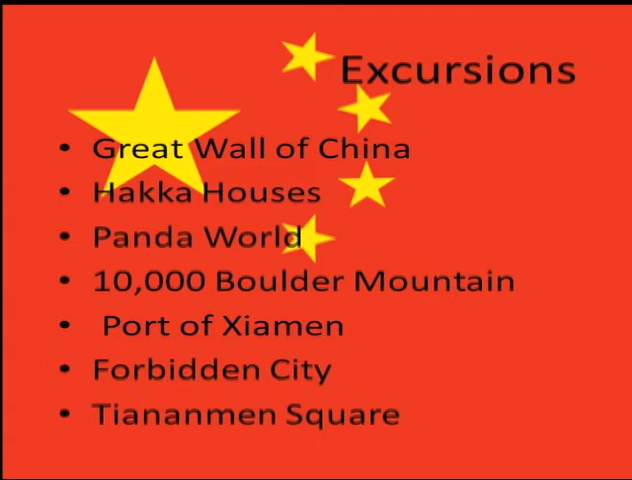 Excursions
• Great Wall of China
• Hakka Houses
• Panda World
• 10,000 Boulder Mountain
• Port of Xiamen
• Forbidden City
• Tiananmen Square